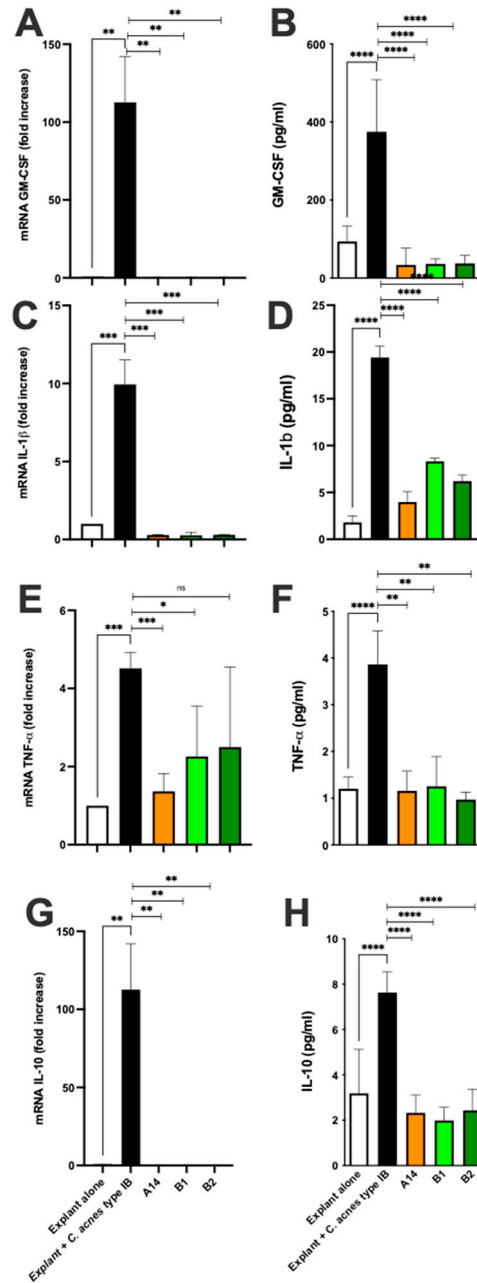 A
mRNA GM-CSF (fold increase)
150
100
50
0
**
**
**
**
B
GM-CSF (pg/ml)
600
400
200
0
****
****
****
****
C
mRNA IL-1β (fold increase)
15
10
5
0
***
***
***
***
D
IL-1b (pg/ml)
25
20
15
10
5
0
****
****
****
****
E
mRNA TNF-α (fold increase)
6
4
2
0
***
***
*
ns
F
TNF-α (pg/ml)
5
4
3
2
1
0
****
**
**
**
G
mRNA IL-10 (fold increase)
150
100
50
0
**
**
**
**
Explant alone
Explant + C. acnes type IB
A14
B1
B2
H
IL-10 (pg/ml)
10
8
6
4
2
0
****
****
****
****
Explant alone
Explant + C. acnes type IB
A14
B1
B2